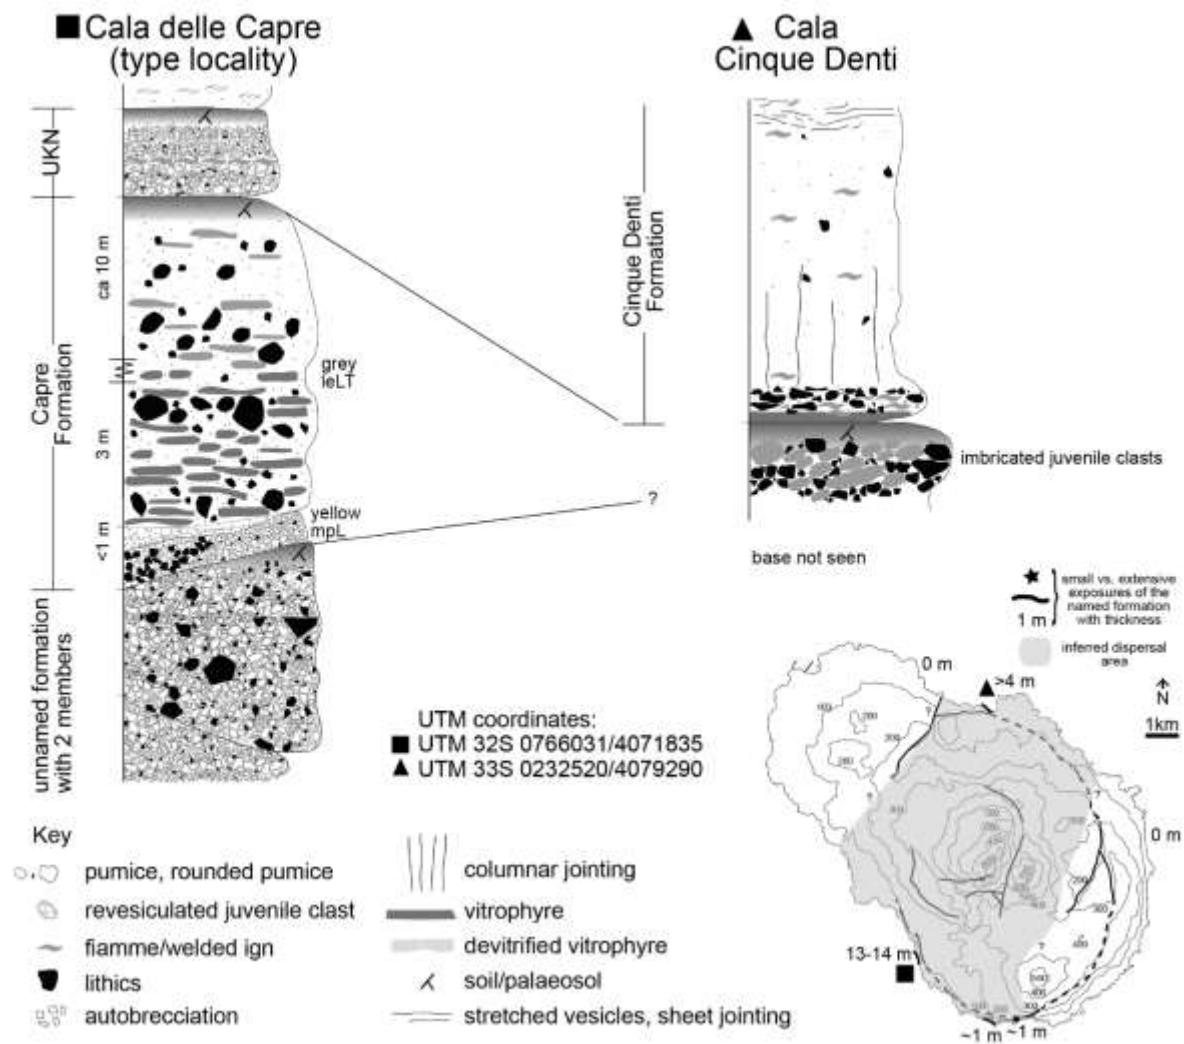 Cala delle Capre
(type locality)
Cala
Cinque Denti
UKN
Capre
Formation
ca 10 m
3 m
<1 m
unnamed formation
with 2 members
grey
leLT
yellow
mpL
Cinque Denti
Formation
?
imbricated juvenile clasts
base not seen
small vs. extensive
exposures of the
named formation
with thickness
1 m
inferred dispersal
area
UTM coordinates:
UTM 32S 0766031/4071835
UTM 33S 0232520/4079290
0 m
>4 m
N
1km
0 m
13-14 m
~1 m ~1 m
Key
pumice, rounded pumice
revesiculated juvenile clast
fiamme/welded ign
lithics
autobrecciation
columnar jointing
vitrophyre
devitrified vitrophyre
soil/palaeosol
stretched vesicles, sheet jointing